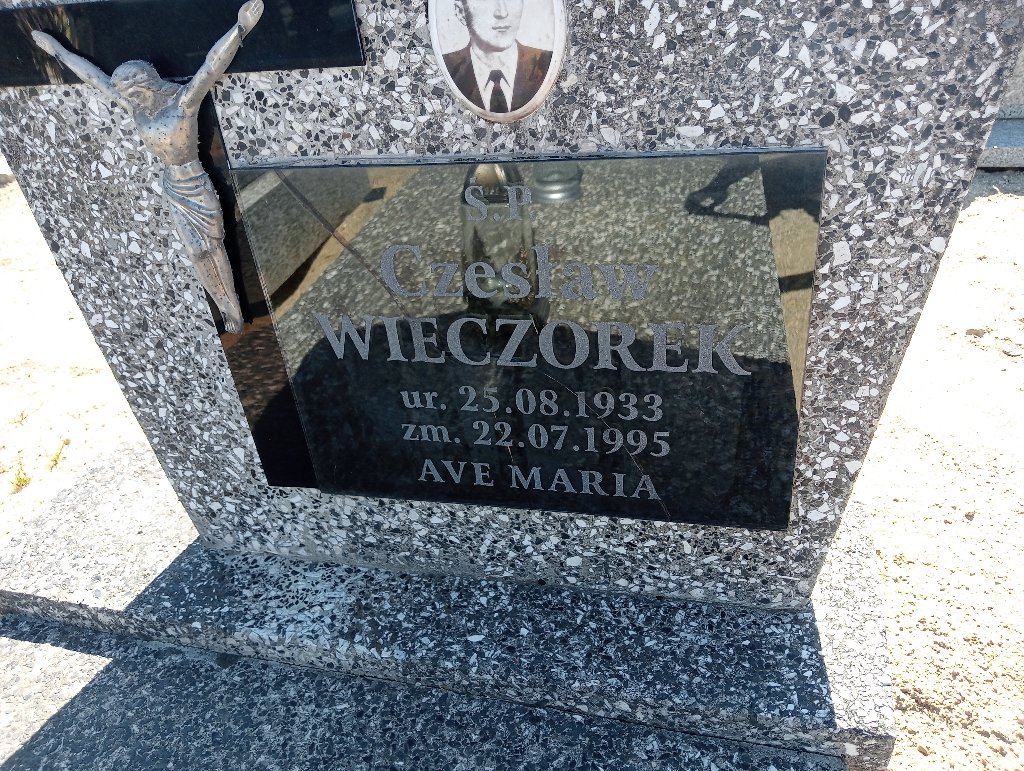 Ś.P.
Czesław
WIECZOREK
ur. 25.08.1933
zm. 22.07.1995
AVE MARIA